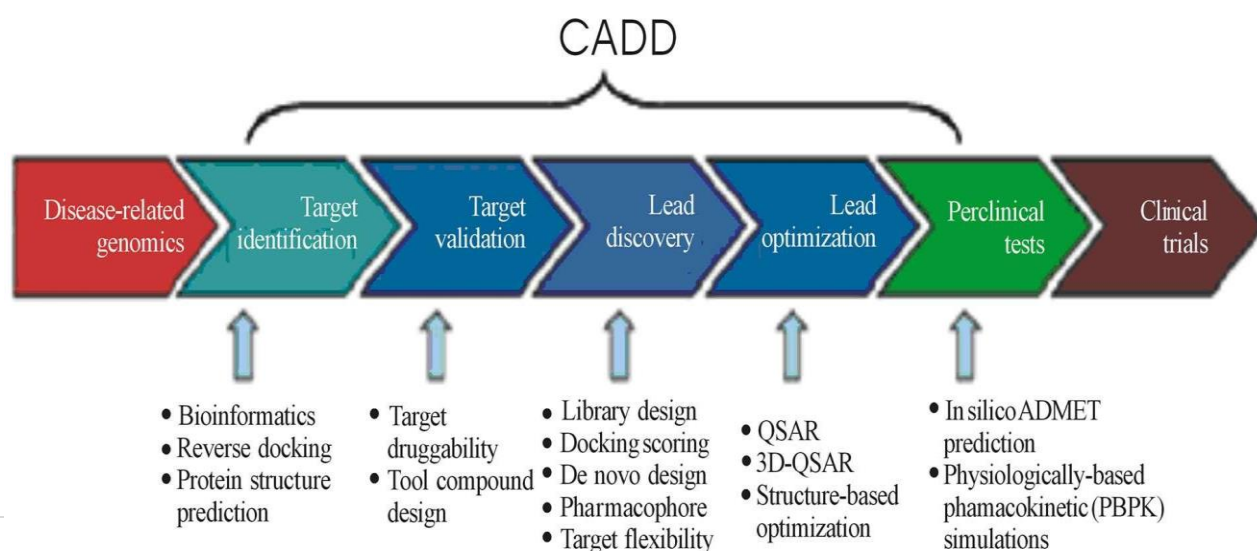 CADD
Disease-related
genomics
Target
identification
Target
validation
Lead
discovery
Lead
optimization
Perclinical
tests
Clinical
trials
• Bioinformatics
• Reverse docking
• Protein structure
prediction
• Target
druggability
• Tool compound
design
• Library design
• Docking scoring
• De novo design
• Pharmacophore
• Target flexibility
• QSAR
• 3D-QSAR
• Structure-based
optimization
• In silico ADMET
prediction
• Physiologically-based
phamacokinetic (PBPK)
simulations